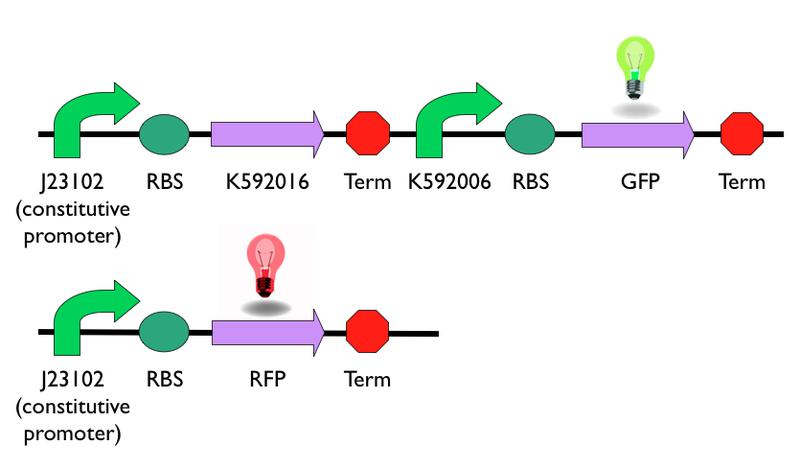 J23102 RBS K592016 Term K592006 RBS GFP Term
(constitutive
promoter)
J23102 RBS RFP Term
(constitutive
promoter)